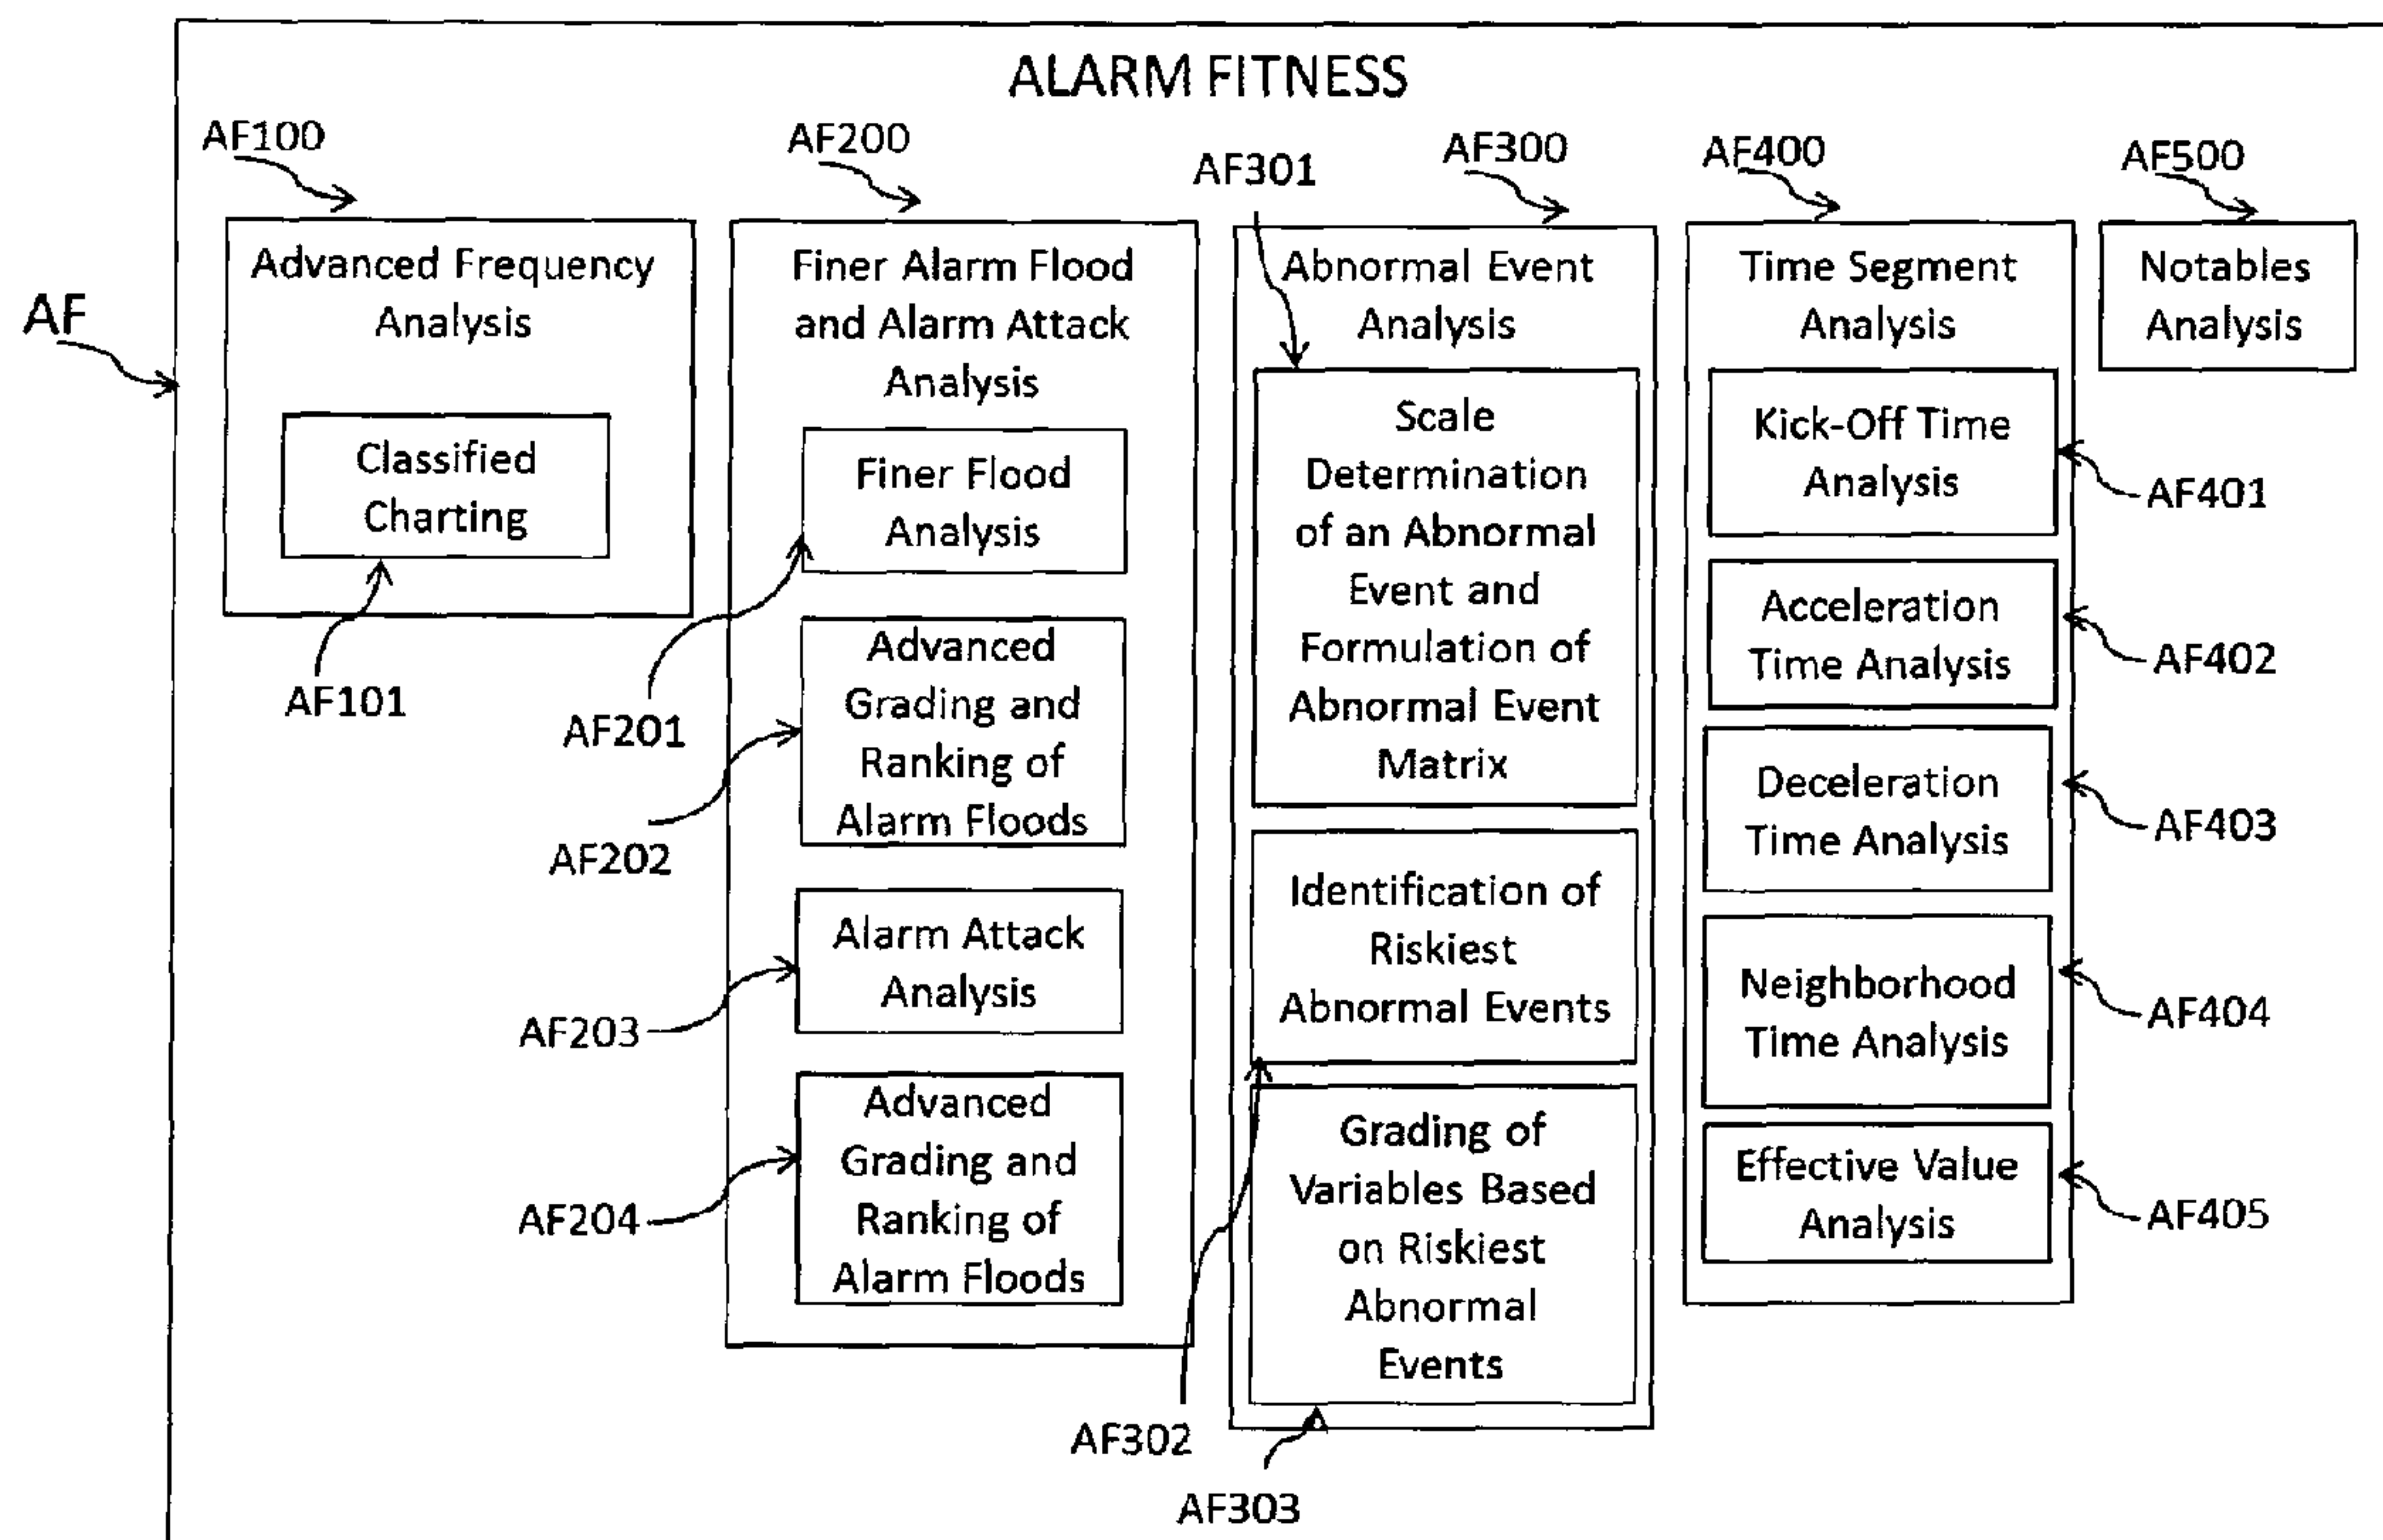 ALARM FITNESS
AF
AF100
Advanced Frequency
Analysis
Classified
Charting
AF101
AF200
Finer Alarm Flood
and Alarm Attack
Analysis
Finer Flood
Analysis
AF201
Advanced
Grading and
Ranking of
Alarm Floods
AF202
Alarm Attack
Analysis
AF203
Advanced
Grading and
Ranking of
Alarm Floods
AF204
AF300
Abnormal Event
Analysis
AF301
Scale
Determination
of an Abnormal
Event and
Formulation of
Abnormal Event
Matrix
Identification of
Riskiest
Abnormal Events
AF302
Grading of
Variables Based
on Riskiest
Abnormal
Events
AF303
AF400
Time Segment
Analysis
Kick-Off Time
Analysis
AF401
Acceleration
Time Analysis
AF402
Deceleration
Time Analysis
AF403
Neighborhood
Time Analysis
AF404
Effective Value
Analysis
AF405
AF500
Notables
Analysis